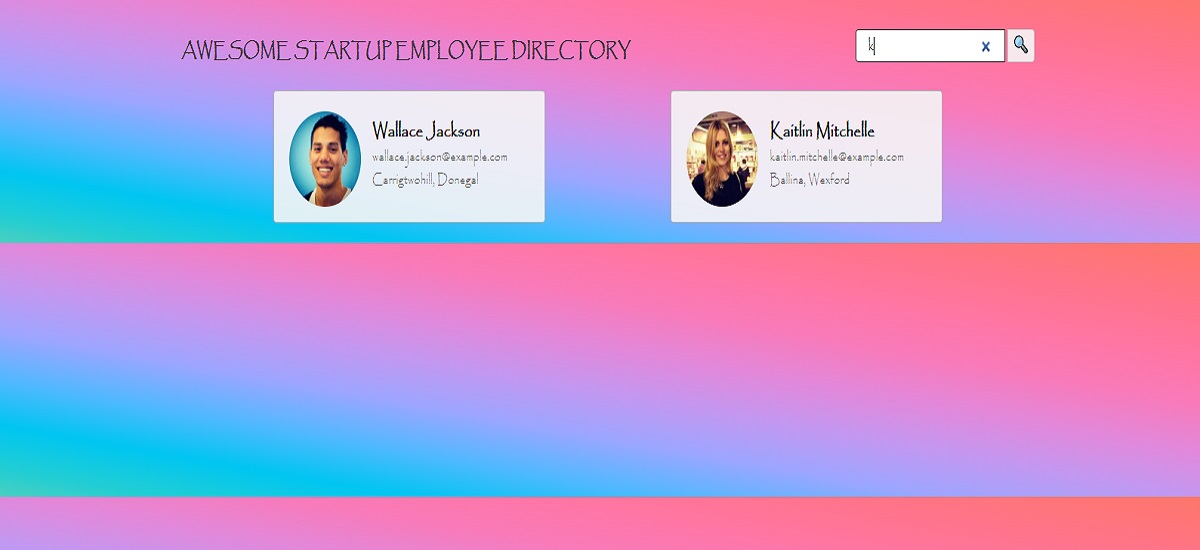 AWESOME STARTUP EMPLOYEE DIRECTORY
k
x
Wallace Jackson
wallace.jackson@example.com
Carrigtwohill, Donegal
Kaitlin Mitchelle
kaitlin.mitchelle@example.com
Ballina, Wexford